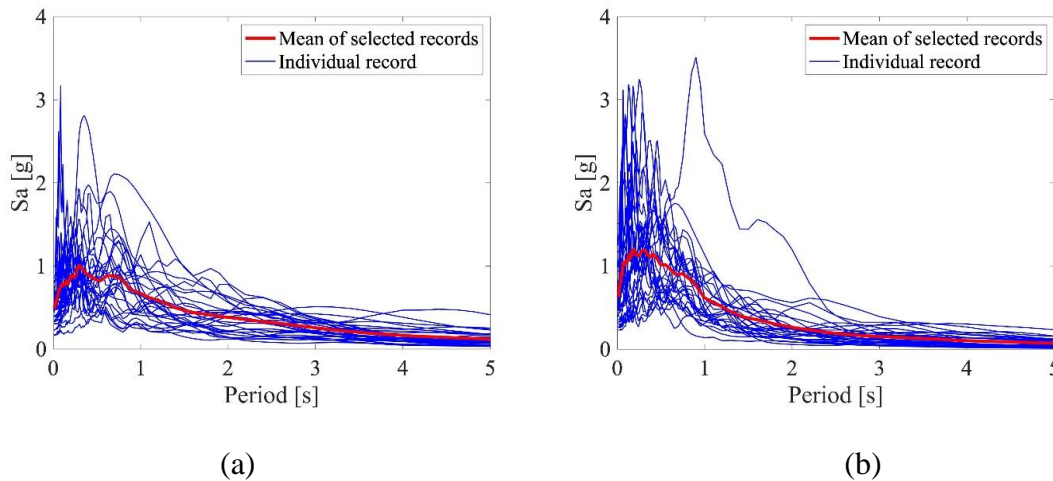 4
3
2
1
0
Sa [g]
Mean of selected records
Individual record
0 1 2 3 4 5
Period [s]
(a)
4
3
2
1
0
Sa [g]
Mean of selected records
Individual record
0 1 2 3 4 5
Period [s]
(b)